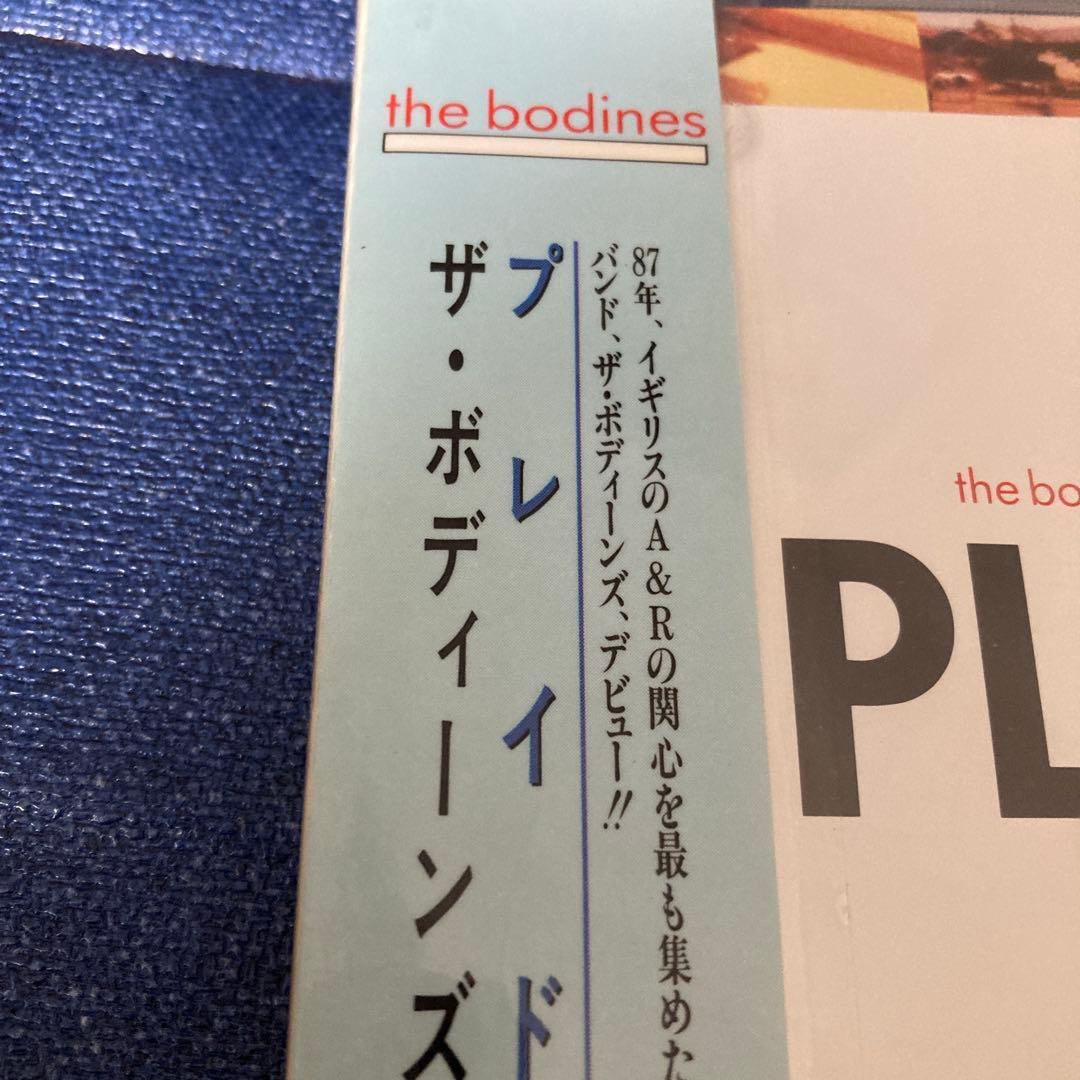 the bodines
87年、イギリスのA&Rの関心を最も集めた
バンド、ザ・ボディーンズ、デビュー!!
プレイド
ザ・ボディーンズ
the bo
PL